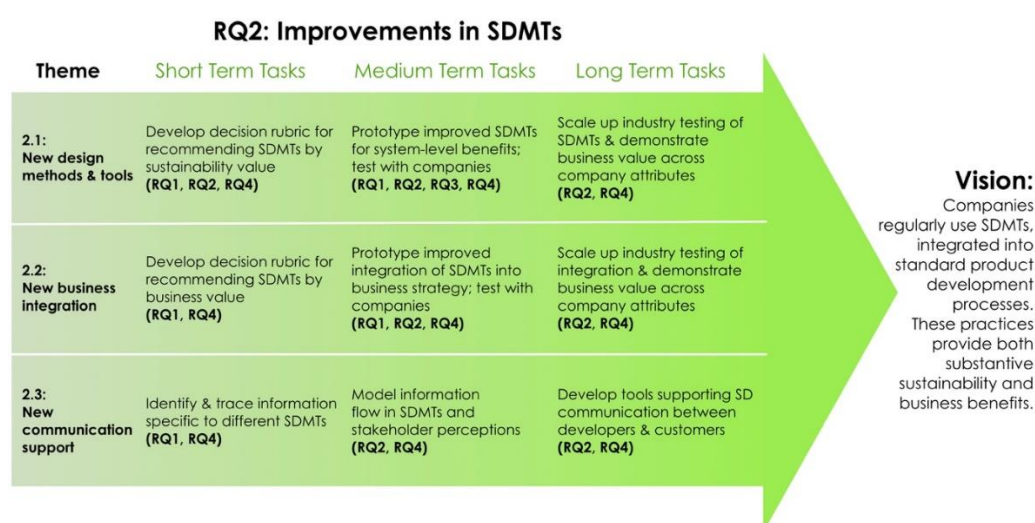 RQ2: Improvements in SDMTs
Theme
Short Term Tasks
Medium Term Tasks
Long Term Tasks
2.1:
New design
methods & tools
Develop decision rubric for
recommending SDMTs by
sustainability value
(RQ1, RQ2, RQ4)
Prototype improved SDMTs
for system-level benefits;
test with companies
(RQ1, RQ2, RQ3, RQ4)
Scale up industry testing of
SDMTs & demonstrate
business value across
company attributes
(RQ2, RQ4)
2.2:
New business
integration
Develop decision rubric for
recommending SDMTs by
business value
(RQ1, RQ4)
Prototype improved
integration of SDMTs into
business strategy; test with
companies
(RQ1, RQ2, RQ4)
Scale up industry testing of
integration & demonstrate
business value across
company attributes
(RQ2, RQ4)
2.3:
New
communication
support
Identify & trace information
specific to different SDMTs
(RQ1, RQ4)
Model information
flow in SDMTs and
stakeholder perceptions
(RQ2, RQ4)
Develop tools supporting SD
communication between
developers & customers
(RQ2, RQ4)
Vision:
Companies
regularly use SDMTs,
integrated into
standard product
development
processes.
These practices
provide both
substantive
sustainability and
business benefits.